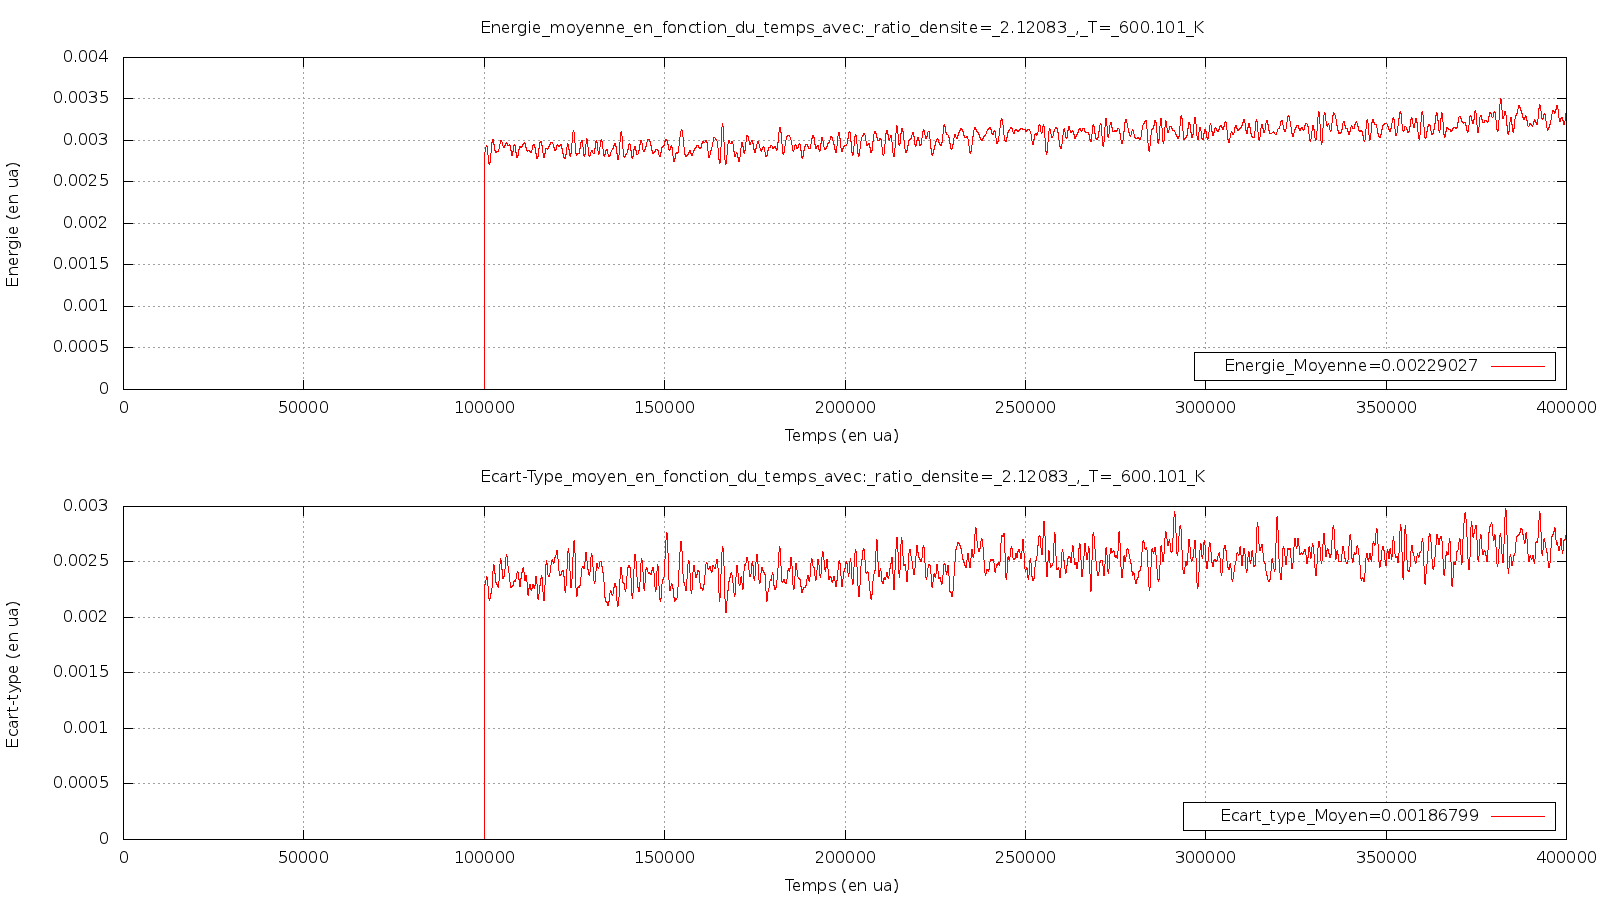 Energie_moyenne_en_fonction_du_temps_avec:_ratio_densite=_2.12083_,_T=_600.101_K
0.004
0.0035
0.003
0.0025
0.002
0.0015
0.001
0.0005
0
Energie (en ua)
Energie_Moyenne=0.00229027
0 50000 100000 150000 200000 250000 300000 350000 400000
Temps (en ua)
Ecart-Type_moyen_en_fonction_du_temps_avec:_ratio_densite=_2.12083_,_T=_600.101_K
0.003
0.0025
0.002
0.0015
0.001
0.0005
0
Ecart-type (en ua)
Ecart_type_Moyen=0.00186799
0 50000 100000 150000 200000 250000 300000 350000 400000
Temps (en ua)